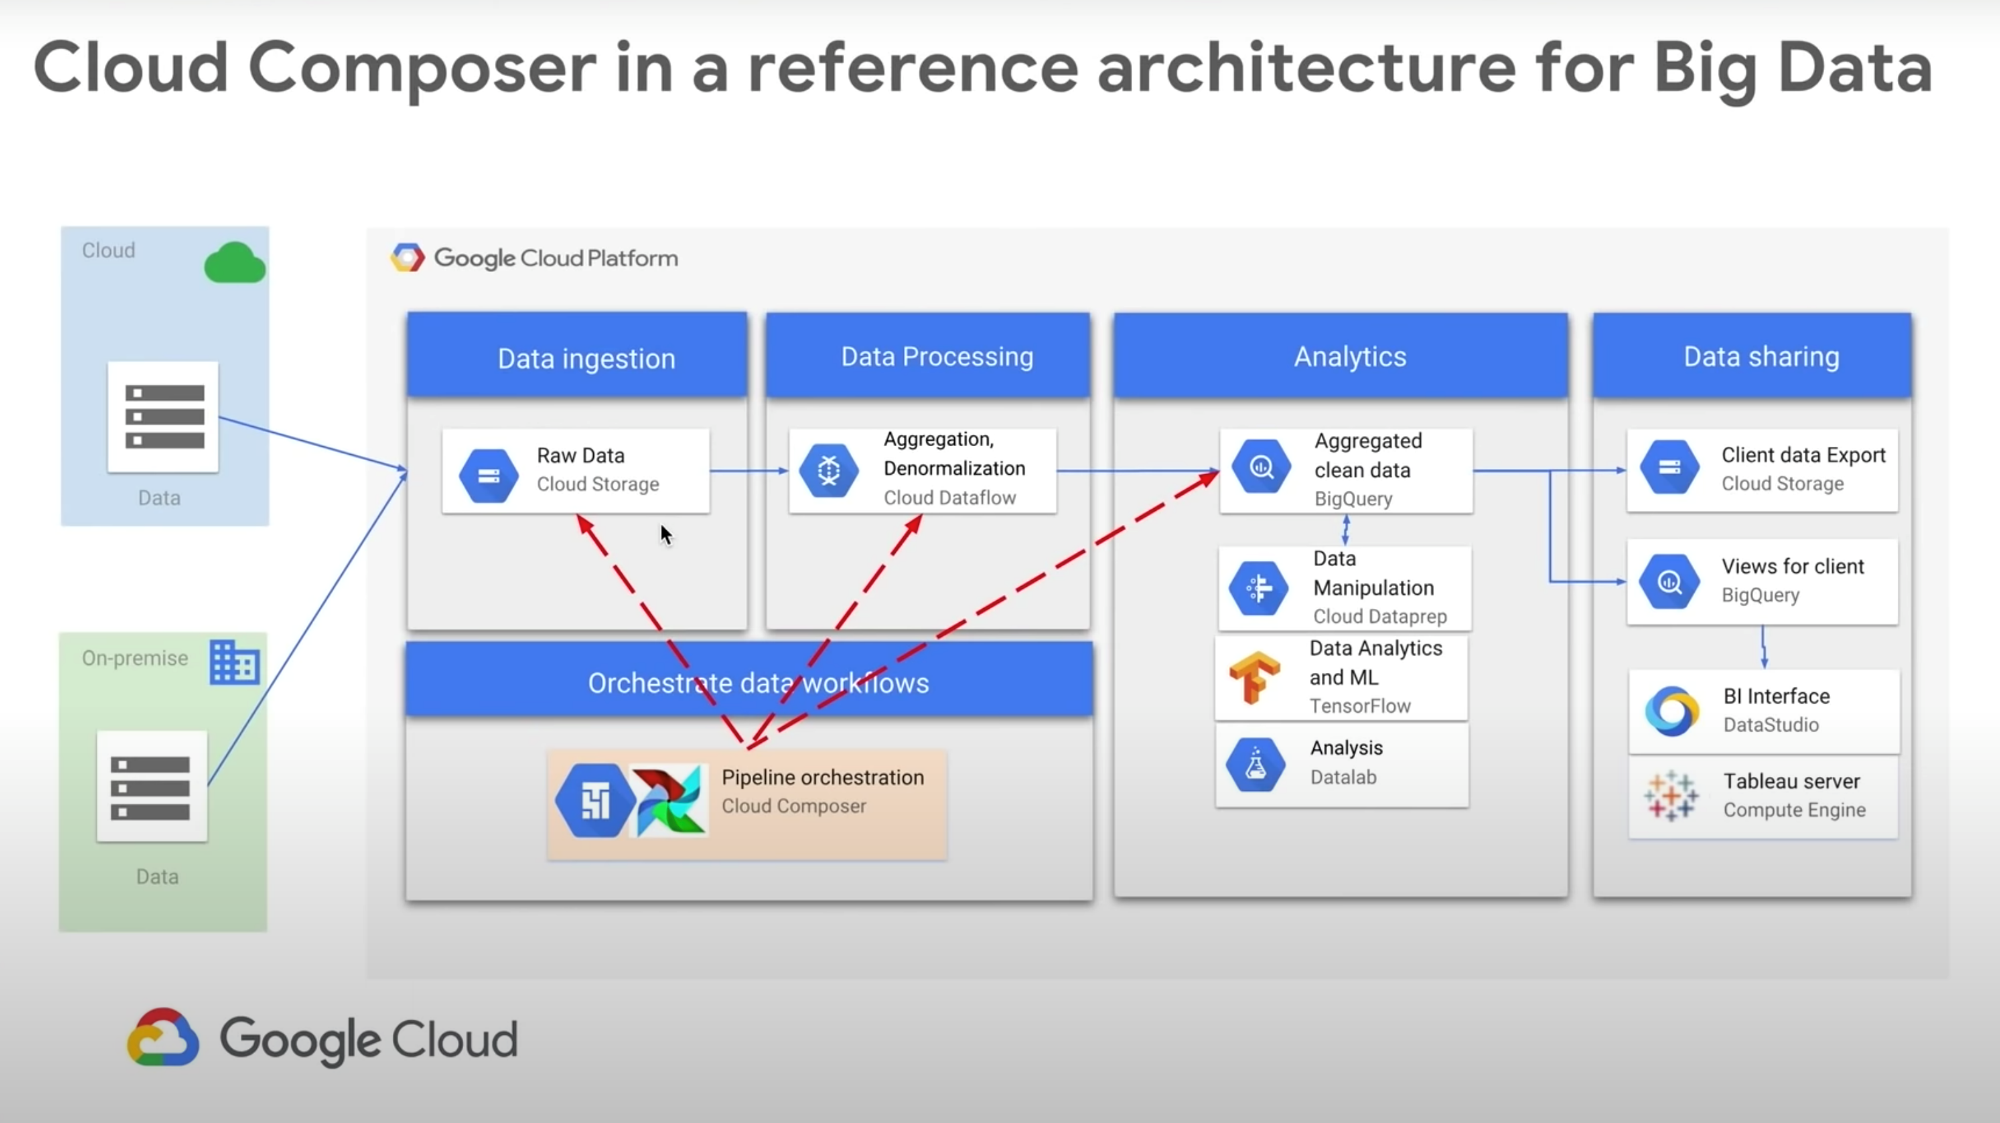 Cloud Composer in a reference architecture for Big Data
Cloud
Data
On-premise
Data
Google Cloud Platform
Data ingestion
Raw Data
Cloud Storage
Data Processing
Aggregation,
Denormalization
Cloud Dataflow
Orchestrate data workflows
Pipeline orchestration
Cloud Composer
Analytics
Aggregated
clean data
BigQuery
Data
Manipulation
Cloud Dataprep
Data Analytics
and ML
TensorFlow
Analysis
Datalab
Data sharing
Client data Export
Cloud Storage
Views for client
BigQuery
BI Interface
DataStudio
Tableau server
Compute Engine
Google Cloud